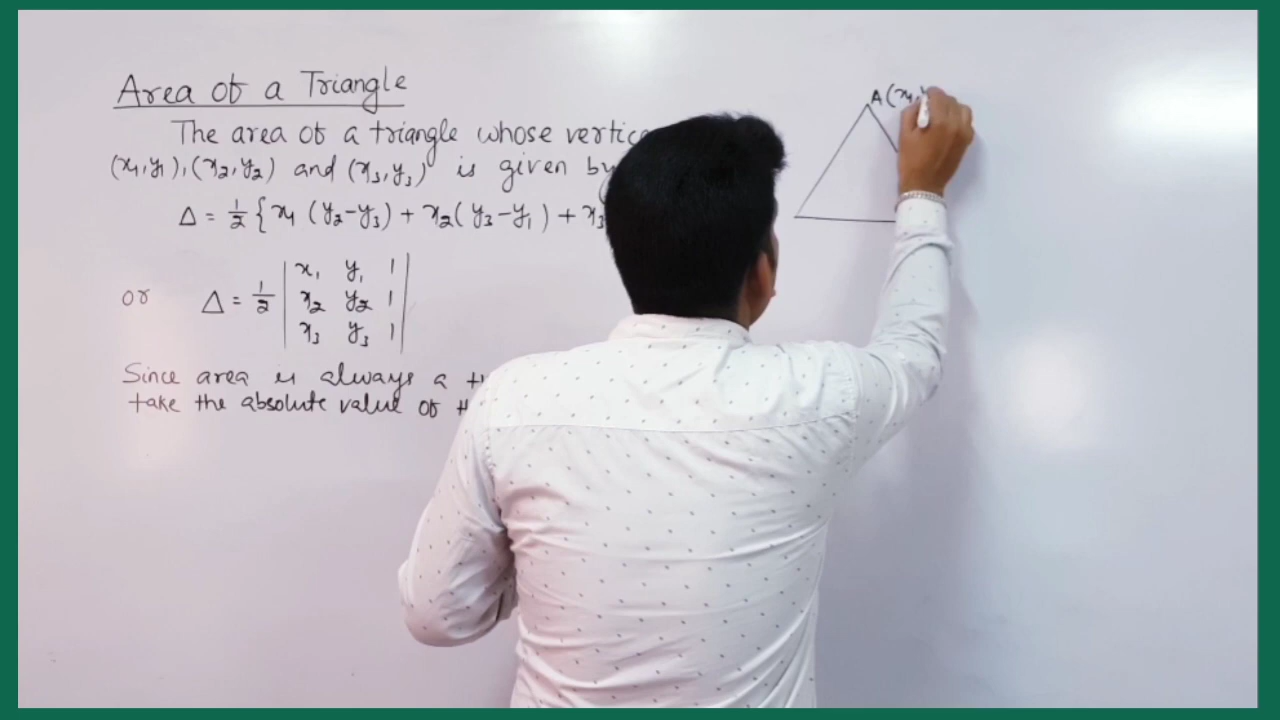 Area of a Triangle
The area of a triangle whose
(x₁,y₁),(x₂,y₂) and (x₃,y₃) is given by
Δ = 1/2 { x₁ (y₂-y₃) + x₂( y₃-y₁ ) + x₃
or Δ = 1/2 | x₁ y₁ 1 |
| x₂ y₂ 1 |
| x₃ y₃ 1 |
Since area is always a
take the absolute value of
A(x₁,